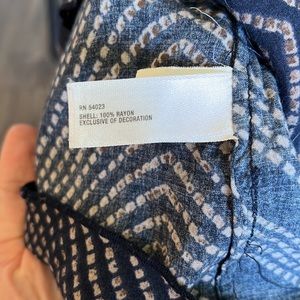 RN 54023
SHELL: 100% RAYON
EXCLUSIVE OF DECORATION